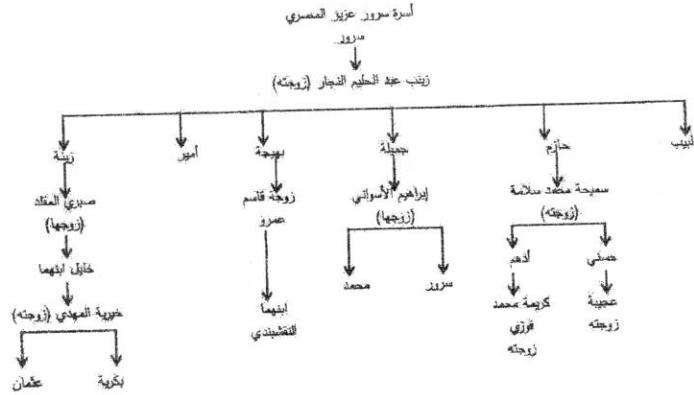 أسرة سرور عزيز المصري
سرور
زينب عبد الحليم النجار (زوجته)
لبيب
حازم
جميلة
بهيجة
أمير
زينة
سميحة محمد سلامة
(زوجته)
إبراهيم الأسواني
(زوجها)
زوجة قاسم
عمرو
صبري المقلد
(زوجها)
خليل ابنهما
حسني
أدهم
سرور
محمد
ابنهما
النقشبندي
خيرية المهدي (زوجته)
عجيبة
زوجته
كريمة محمد
فوزي
زوجته
بكرية
عثمان